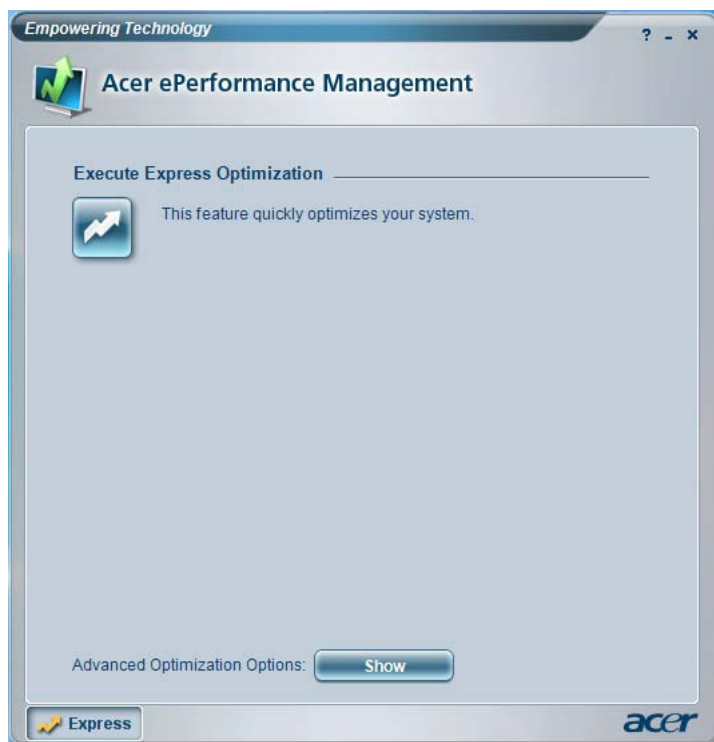 Empowering Technology
? - ×
Acer ePerformance Management
Execute Express Optimization
This feature quickly optimizes your system.
Advanced Optimization Options: Show
Express
acer